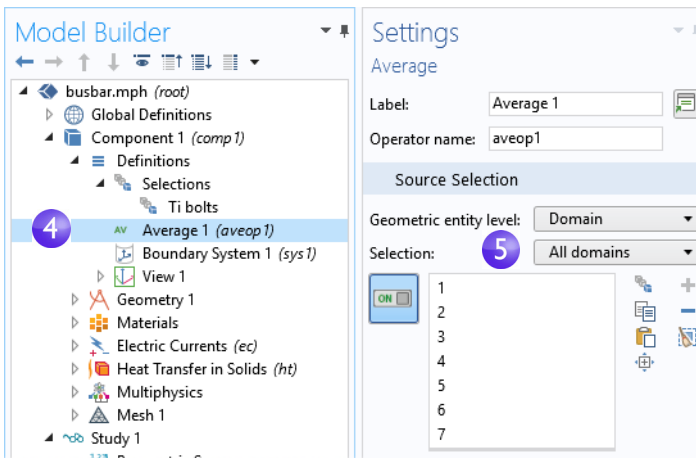 Model Builder
busbar.mph (root)
Global Definitions
Component 1 (comp1)
Definitions
Selections
Ti bolts
4
AV Average 1 (aveop1)
Boundary System 1 (sys1)
View 1
Geometry 1
Materials
Electric Currents (ec)
Heat Transfer in Solids (ht)
Multiphysics
Mesh 1
Study 1
Settings
Average
Label: Average 1
Operator name: aveop1
Source Selection
Geometric entity level: Domain
Selection: 5 All domains
ON
1
2
3
4
5
6
7